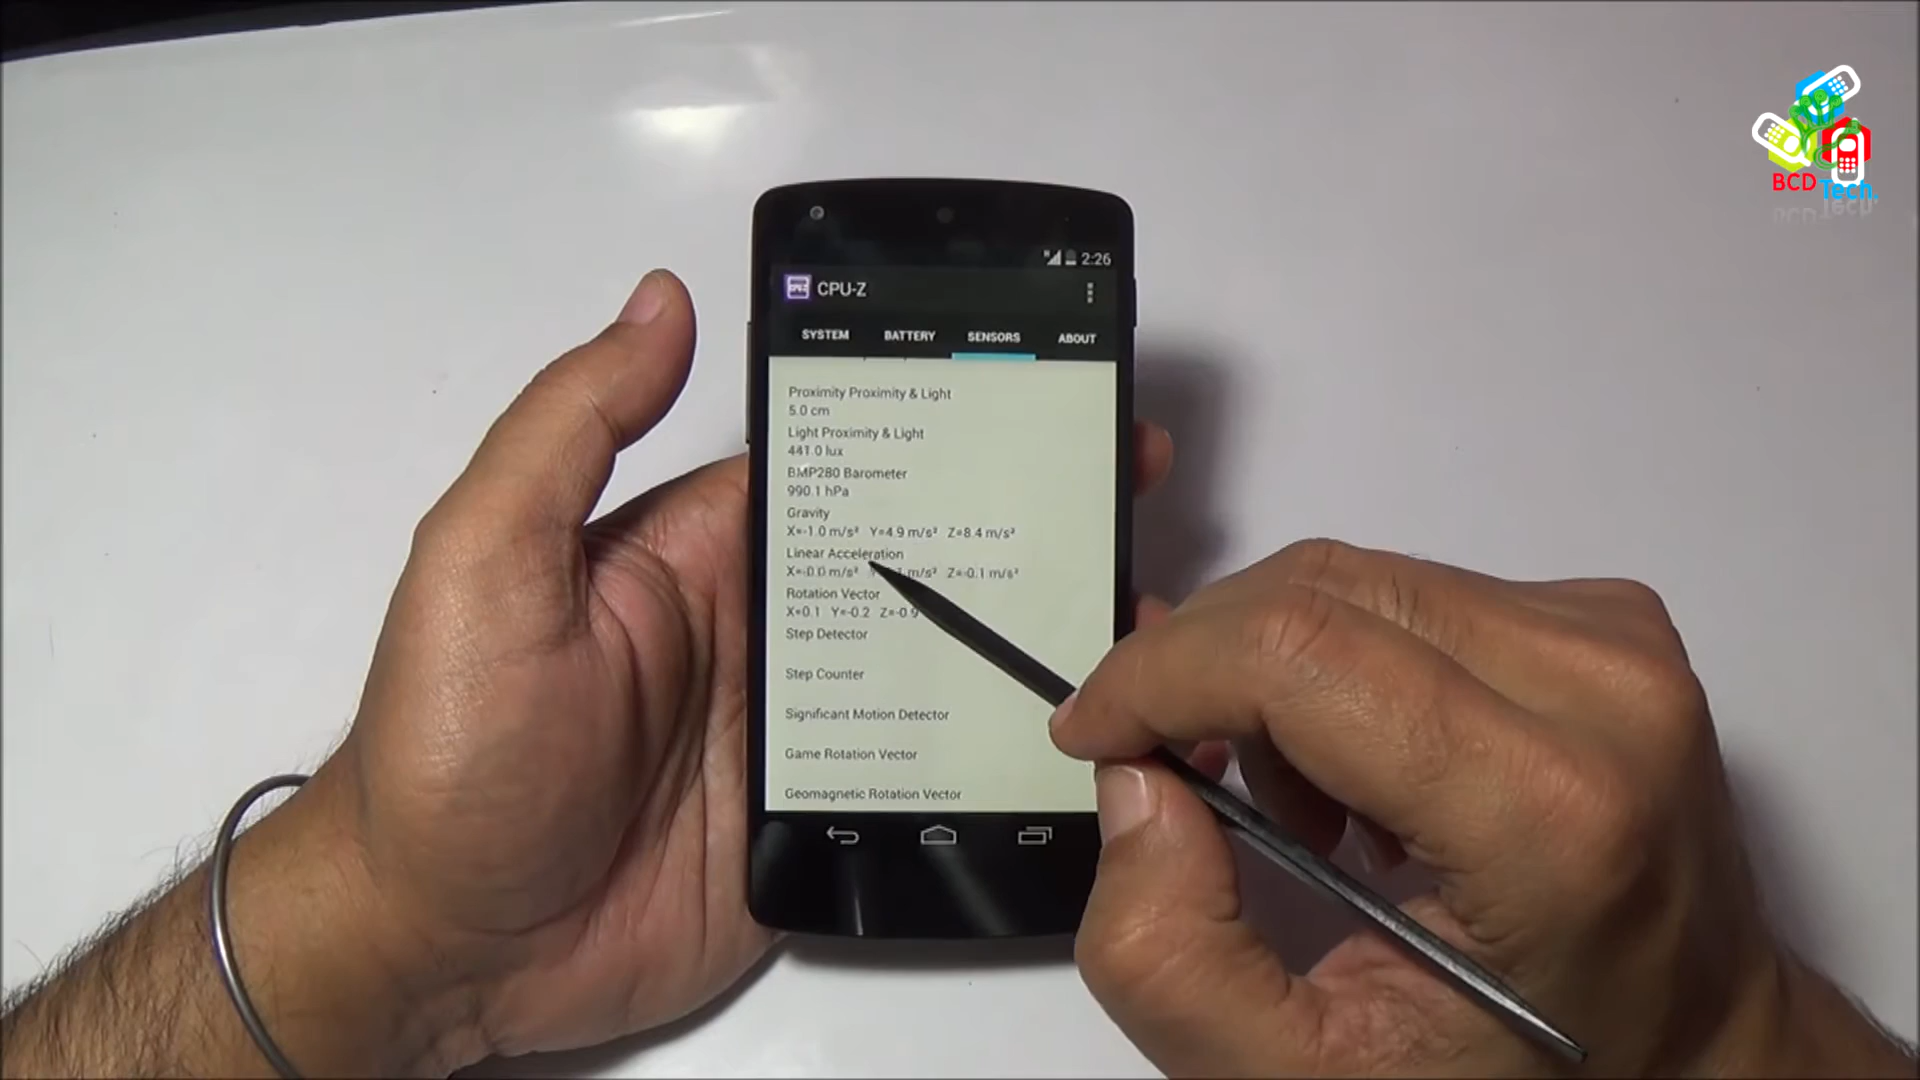 BCD Tech.
2:26
CPU-Z
SYSTEM BATTERY SENSORS ABOUT
Proximity Proximity & Light
5.0 cm
Light Proximity & Light
441.0 lux
BMP280 Barometer
990.1 hPa
Gravity
X=-1.0 m/s² Y=4.9 m/s² Z=8.4 m/s²
Linear Acceleration
X=-0.0 m/s² m/s² Z=-0.1 m/s²
Rotation Vector
X=0.1 Y=-0.2 Z=-0.9
Step Detector
Step Counter
Significant Motion Detector
Game Rotation Vector
Geomagnetic Rotation Vector